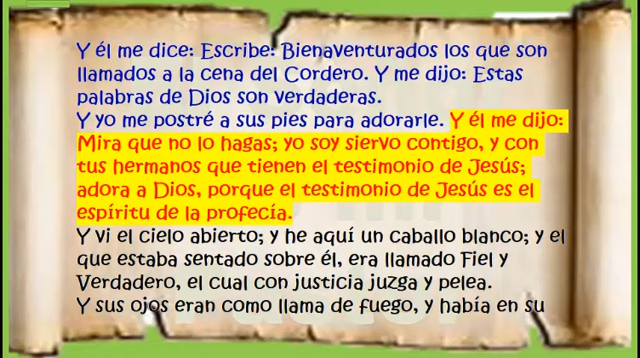 Y él me dice: Escribe: Bienaventurados los que son
llamados a la cena del Cordero. Y me dijo: Estas
palabras de Dios son verdaderas.
Y yo me postré a sus pies para adorarle. Y él me dijo:
Mira que no lo hagas; yo soy siervo contigo, y con
tus hermanos que tienen el testimonio de Jesús;
adora a Dios, porque el testimonio de Jesús es el
espíritu de la profecía.
Y vi el cielo abierto; y he aquí un caballo blanco; y el
que estaba sentado sobre él, era llamado Fiel y
Verdadero, el cual con justicia juzga y pelea.
Y sus ojos eran como llama de fuego, y había en su